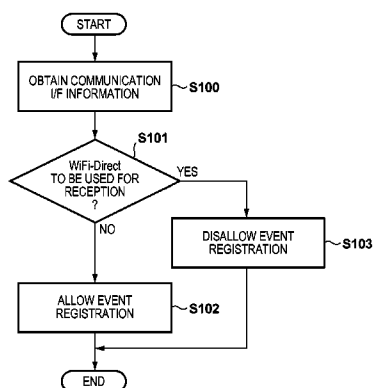 START
OBTAIN COMMUNICATION
I/F INFORMATION
S100
S101
WiFi-Direct
TO BE USED FOR
RECEPTION
?
YES
NO
DISALLOW EVENT
REGISTRATION
S103
ALLOW EVENT
REGISTRATION
S102
END